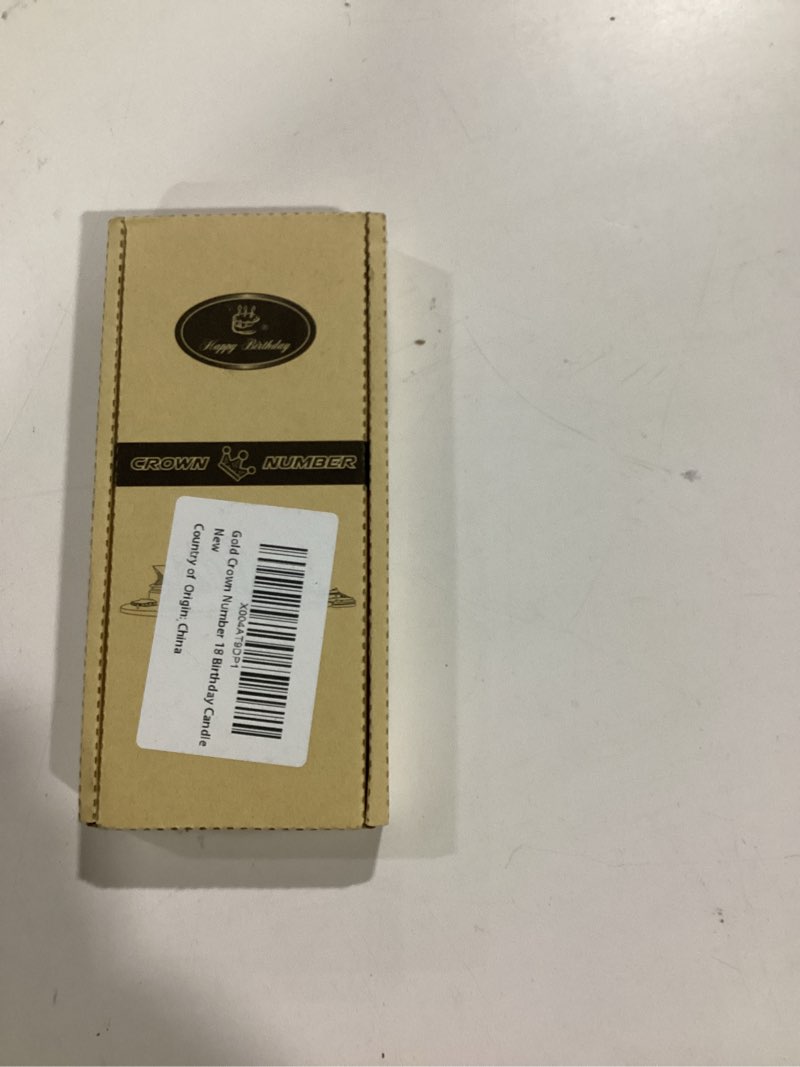 Happy Birthday
®
CROWN NUMBER
X004AT9DP1
Gold Crown Number 18 Birthday Candle
New
Country of Origin: China